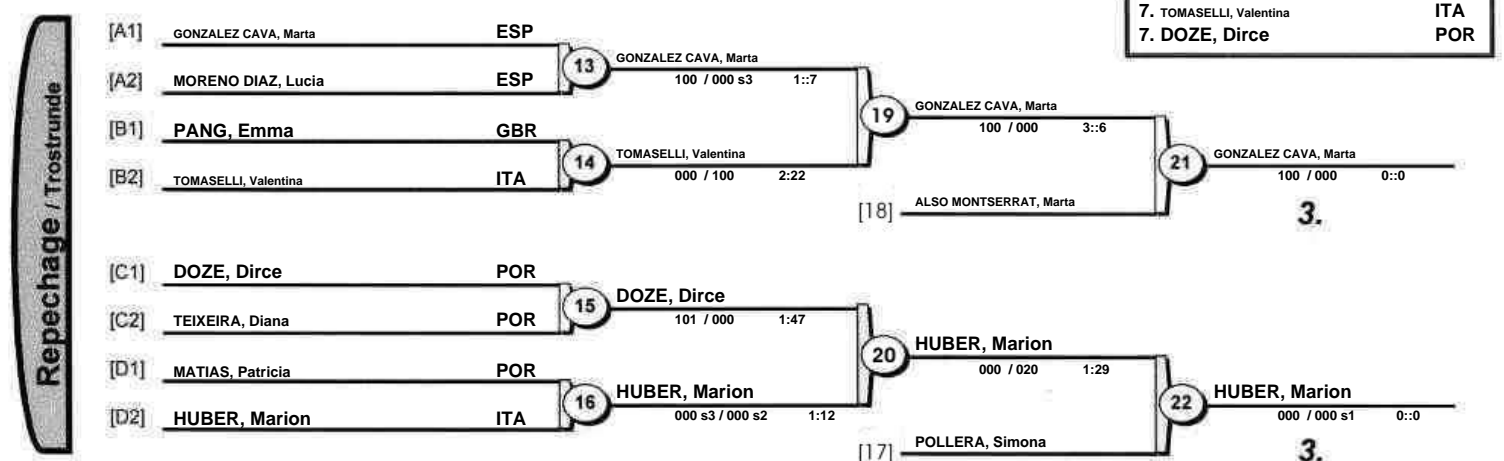 7. TOMASELLI, Valentina ITA
7. DOZE, Dirce POR
Repechage / Trostrunde
[A1] GONZALEZ CAVA, Marta ESP
[A2] MORENO DIAZ, Lucia ESP
13 GONZALEZ CAVA, Marta
100 / 000 s3 1::7
[B1] PANG, Emma GBR
[B2] TOMASELLI, Valentina ITA
14 TOMASELLI, Valentina
000 / 100 2:22
19 GONZALEZ CAVA, Marta
100 / 000 3::6
[18] ALSO MONTSERRAT, Marta
21 GONZALEZ CAVA, Marta
100 / 000 0::0
3.
[C1] DOZE, Dirce POR
[C2] TEIXEIRA, Diana POR
15 DOZE, Dirce
101 / 000 1:47
[D1] MATIAS, Patricia POR
[D2] HUBER, Marion ITA
16 HUBER, Marion
000 s3 / 000 s2 1:12
20 HUBER, Marion
000 / 020 1:29
[17] POLLERA, Simona
22 HUBER, Marion
000 / 000 s1 0::0
3.